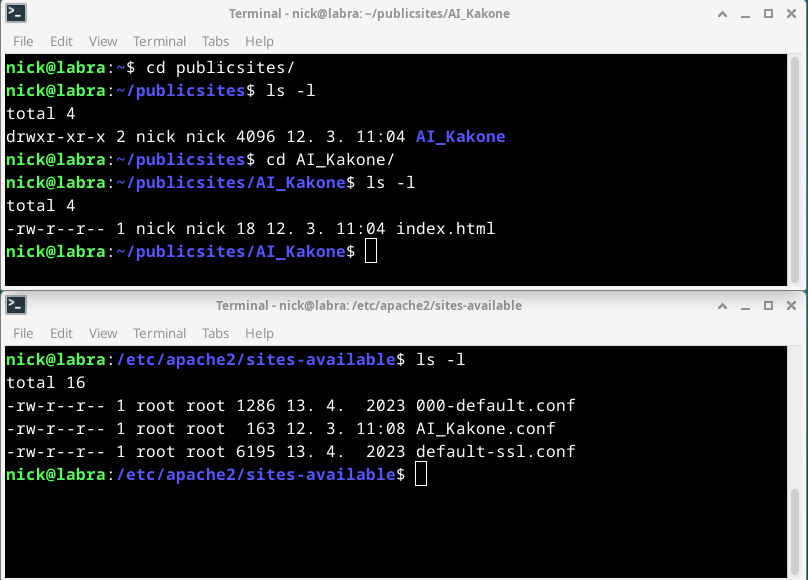 Terminal - nick@labra: ~/publicsites/AI_Kakone
File Edit View Terminal Tabs Help
nick@labra:~$ cd publicsites/
nick@labra:~/publicsites$ ls -l
total 4
drwxr-xr-x 2 nick nick 4096 12. 3. 11:04 AI_Kakone
nick@labra:~/publicsites$ cd AI_Kakone/
nick@labra:~/publicsites/AI_Kakone$ ls -l
total 4
-rw-r--r-- 1 nick nick 18 12. 3. 11:04 index.html
nick@labra:~/publicsites/AI_Kakone$
Terminal - nick@labra: /etc/apache2/sites-available
File Edit View Terminal Tabs Help
nick@labra:/etc/apache2/sites-available$ ls -l
total 16
-rw-r--r-- 1 root root 1286 13. 4.  2023 000-default.conf
-rw-r--r-- 1 root root  163 12. 3. 11:08 AI_Kakone.conf
-rw-r--r-- 1 root root 6195 13. 4.  2023 default-ssl.conf
nick@labra:/etc/apache2/sites-available$